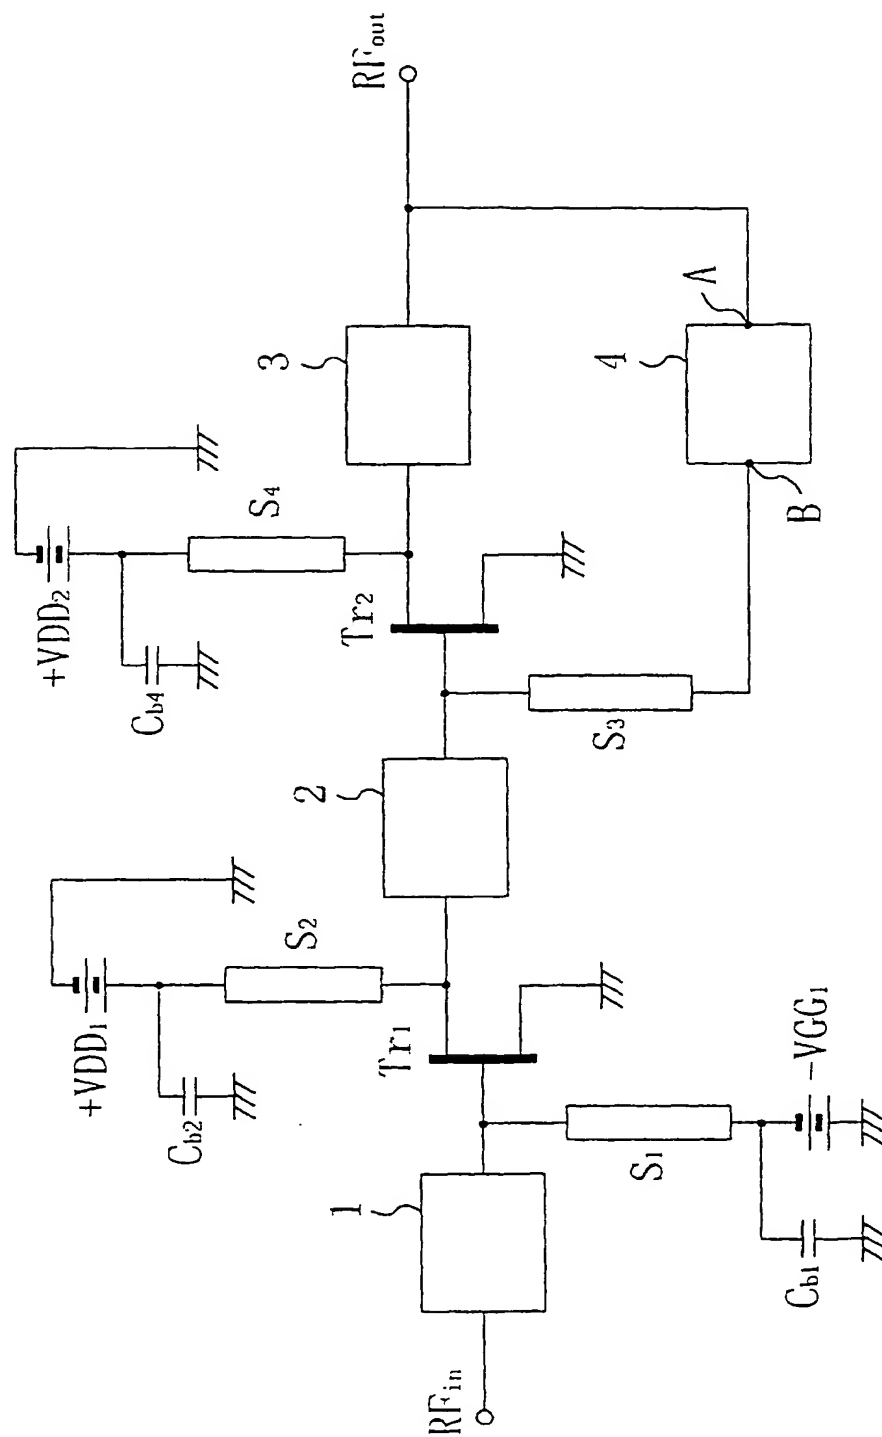 RFout
A
3
4
S4
B
+VDD2
Tr2
Cb4
S3
2
S2
+VDD1
Tr1
-VGG1
Cb2
S1
1
Cb1
RFin